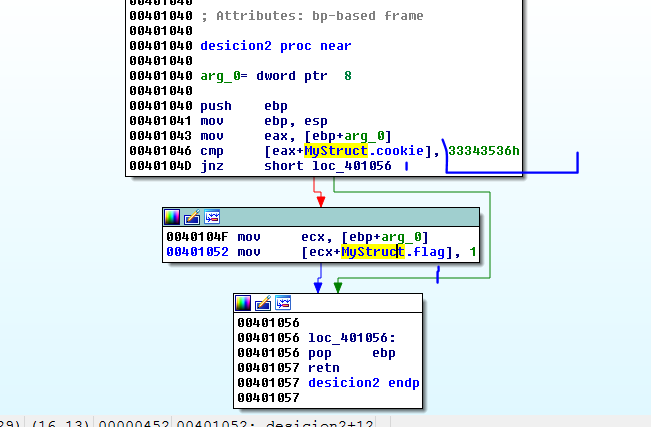 00401040
00401040 ; Attributes: bp-based frame
00401040
00401040 desicion2 proc near
00401040
00401040 arg_0= dword ptr  8
00401040
00401040 push    ebp
00401041 mov     ebp, esp
00401043 mov     eax, [ebp+arg_0]
00401046 cmp     [eax+MyStruct.cookie], 33343536h
0040104D jnz     short loc_401056
0040104F mov     ecx, [ebp+arg_0]
00401052 mov     [ecx+MyStruct.flag], 1
00401056
00401056 loc_401056:
00401056 pop     ebp
00401057 retn
00401057 desicion2 endp
00401057
29) (16,13) 00000452 00401052: desicion2+12